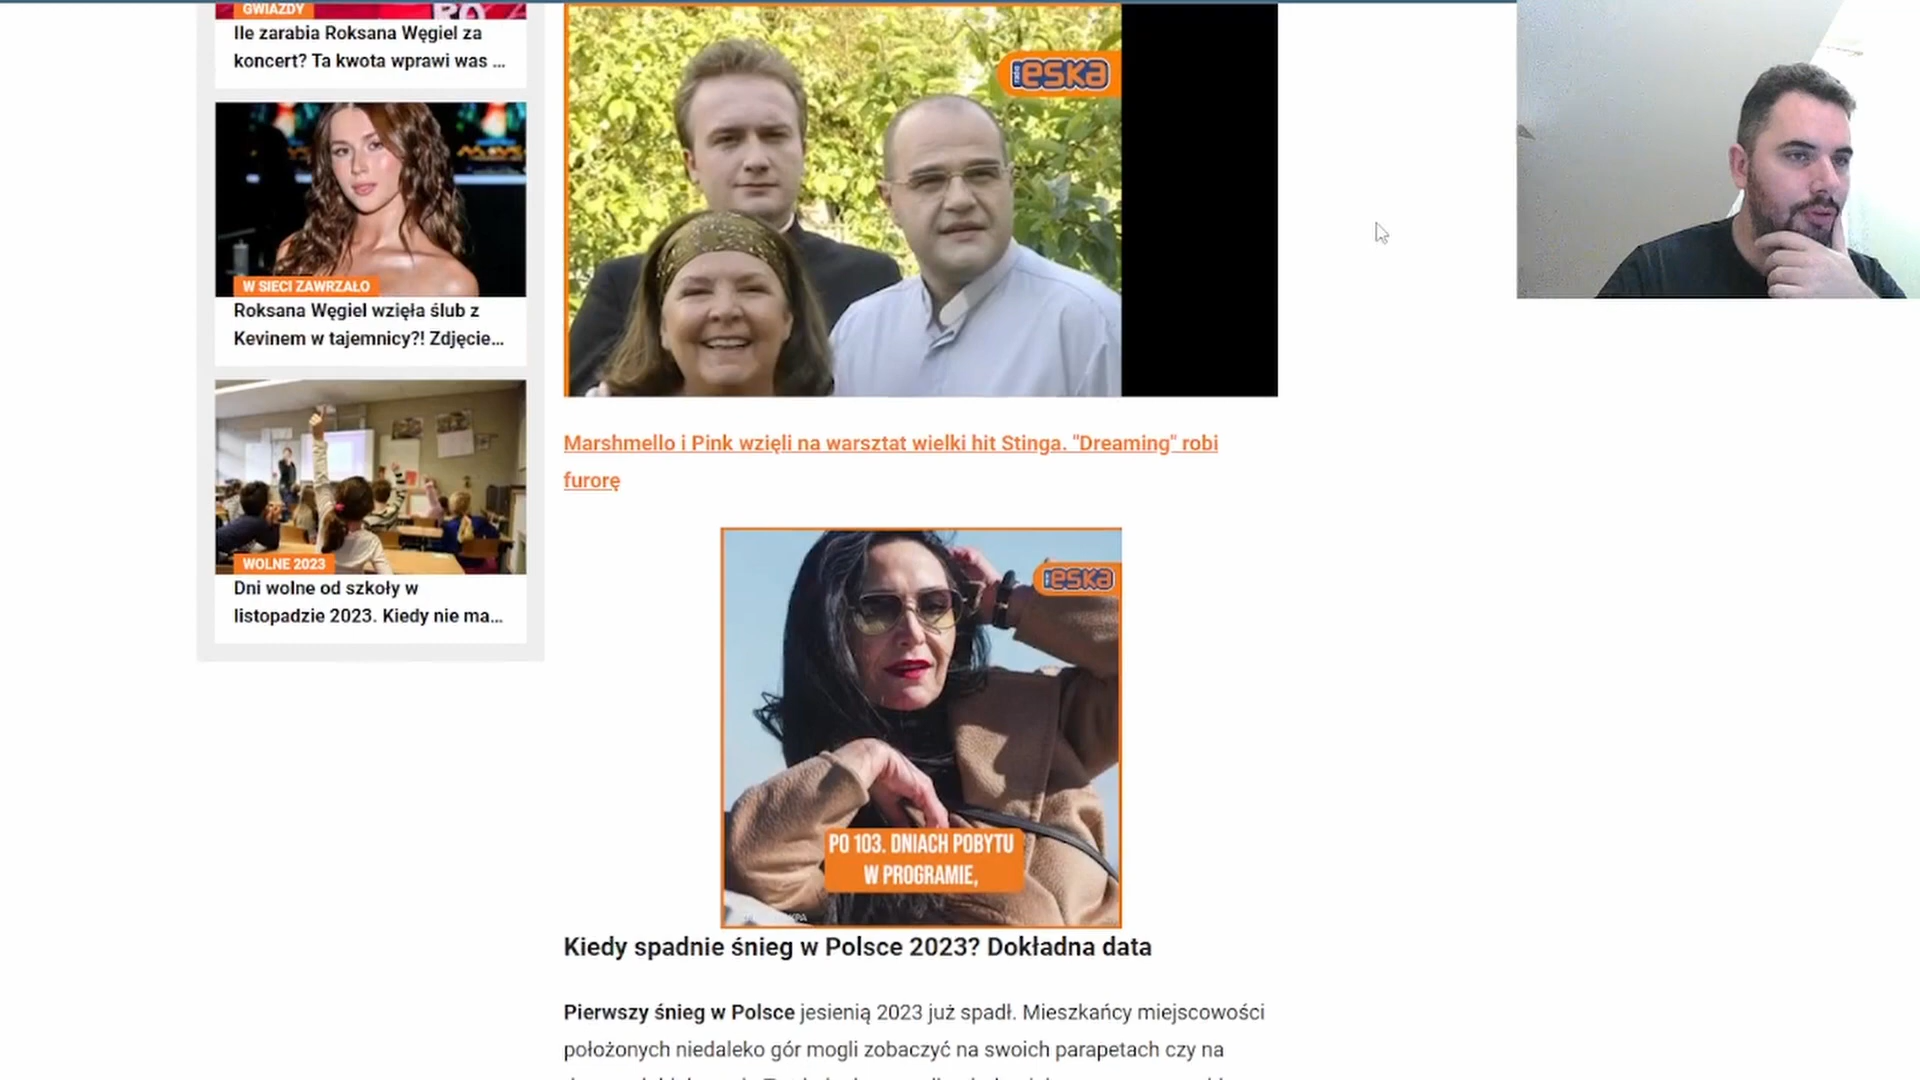 GWIAZDY
Ile zarabia Roksana Węgiel za
koncert? Ta kwota wprawi was ...
W SIECI ZAWRZAŁO
Roksana Węgiel wzięła ślub z
Kevinem w tajemnicy?! Zdjęcie...
WOLNE 2023
Dni wolne od szkoły w
listopadzie 2023. Kiedy nie ma...
radio ESKA
Marshmello i Pink wzięli na warsztat wielki hit Stinga. "Dreaming" robi
furorę
ESKA
PO 103. DNIACH POBYTU
W PROGRAMIE,
Kiedy spadnie śnieg w Polsce 2023? Dokładna data
Pierwszy śnieg w Polsce jesienią 2023 już spadł. Mieszkańcy miejscowości
położonych niedaleko gór mogli zobaczyć na swoich parapetach czy na